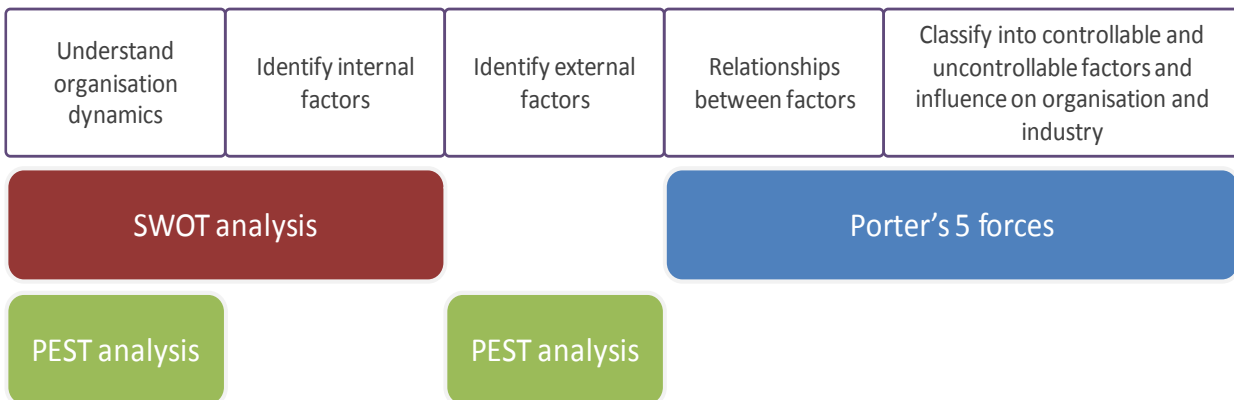 Understand
organisation
dynamics
Identify internal
factors
Identify external
factors
Relationships
between factors
Classify into controllable and
uncontrollable factors and
influence on organisation and
industry
SWOT analysis
Porter’s 5 forces
PEST analysis
PEST analysis